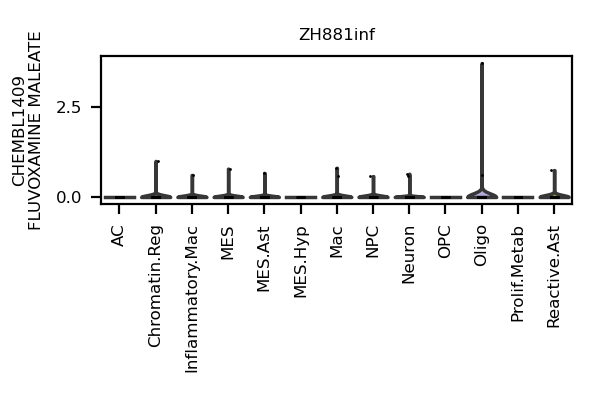 ZH881inf
CHEMBL1409
FLUVOXAMINE MALEATE
2.5
0.0
AC
Chromatin.Reg
Inflammatory.Mac
MES
MES.Ast
MES.Hyp
Mac
NPC
Neuron
OPC
Oligo
Prolif.Metab
Reactive.Ast